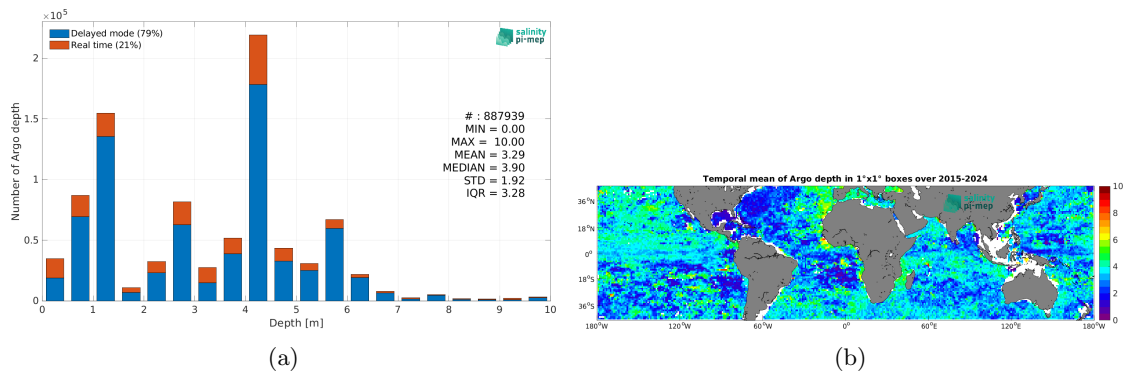 ×10⁵
Delayed mode (79%)
Real time (21%)
salinity
pi-mep
2
1.5
1
0.5
0
Number of Argo depth
# : 887939
MIN = 0.00
MAX = 10.00
MEAN = 3.29
MEDIAN = 3.90
STD = 1.92
IQR = 3.28
0 1 2 3 4 5 6 7 8 9 10
Depth [m]
(a)
Temporal mean of Argo depth in 1°x1° boxes over 2015-2024
salinity
pi-mep
36°N
18°N
0°
18°S
36°S
180°W 120°W 60°W 0° 60°E 120°E 180°W
10
8
6
4
2
0
(b)